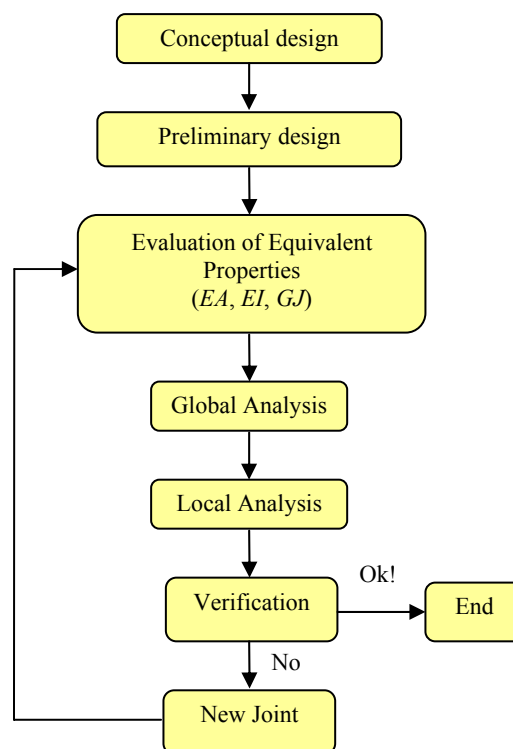 Conceptual design
Preliminary design
Evaluation of Equivalent
Properties
(EA, EI, GJ)
Global Analysis
Local Analysis
Ok!
Verification
End
No
New Joint